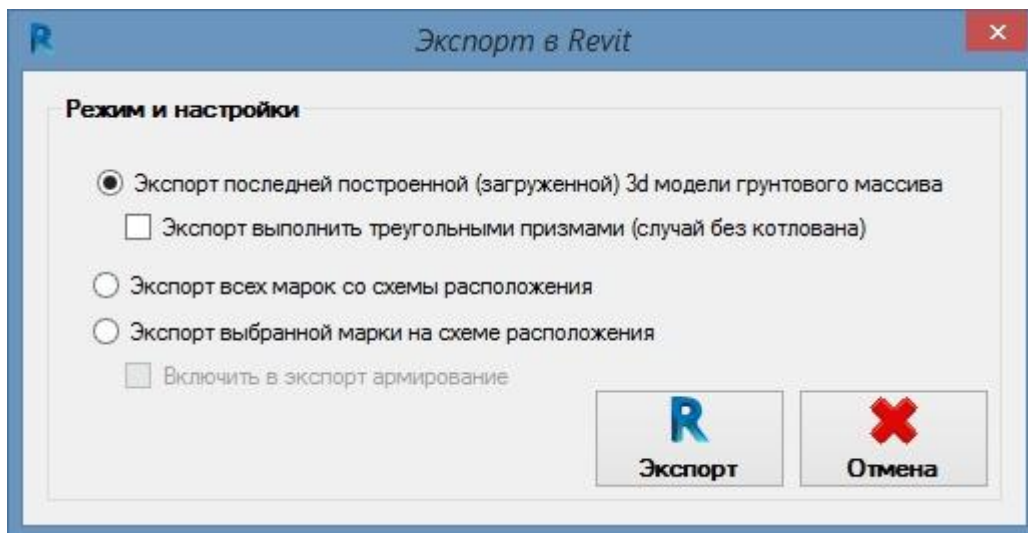 Экспорт в Revit
Режим и настройки
Экспорт последней построенной (загруженной) 3d модели грунтового массива
Экспорт выполнить треугольными призмами (случай без котлована)
Экспорт всех марок со схемы расположения
Экспорт выбранной марки на схеме расположения
Включить в экспорт армирование
Экспорт
Отмена